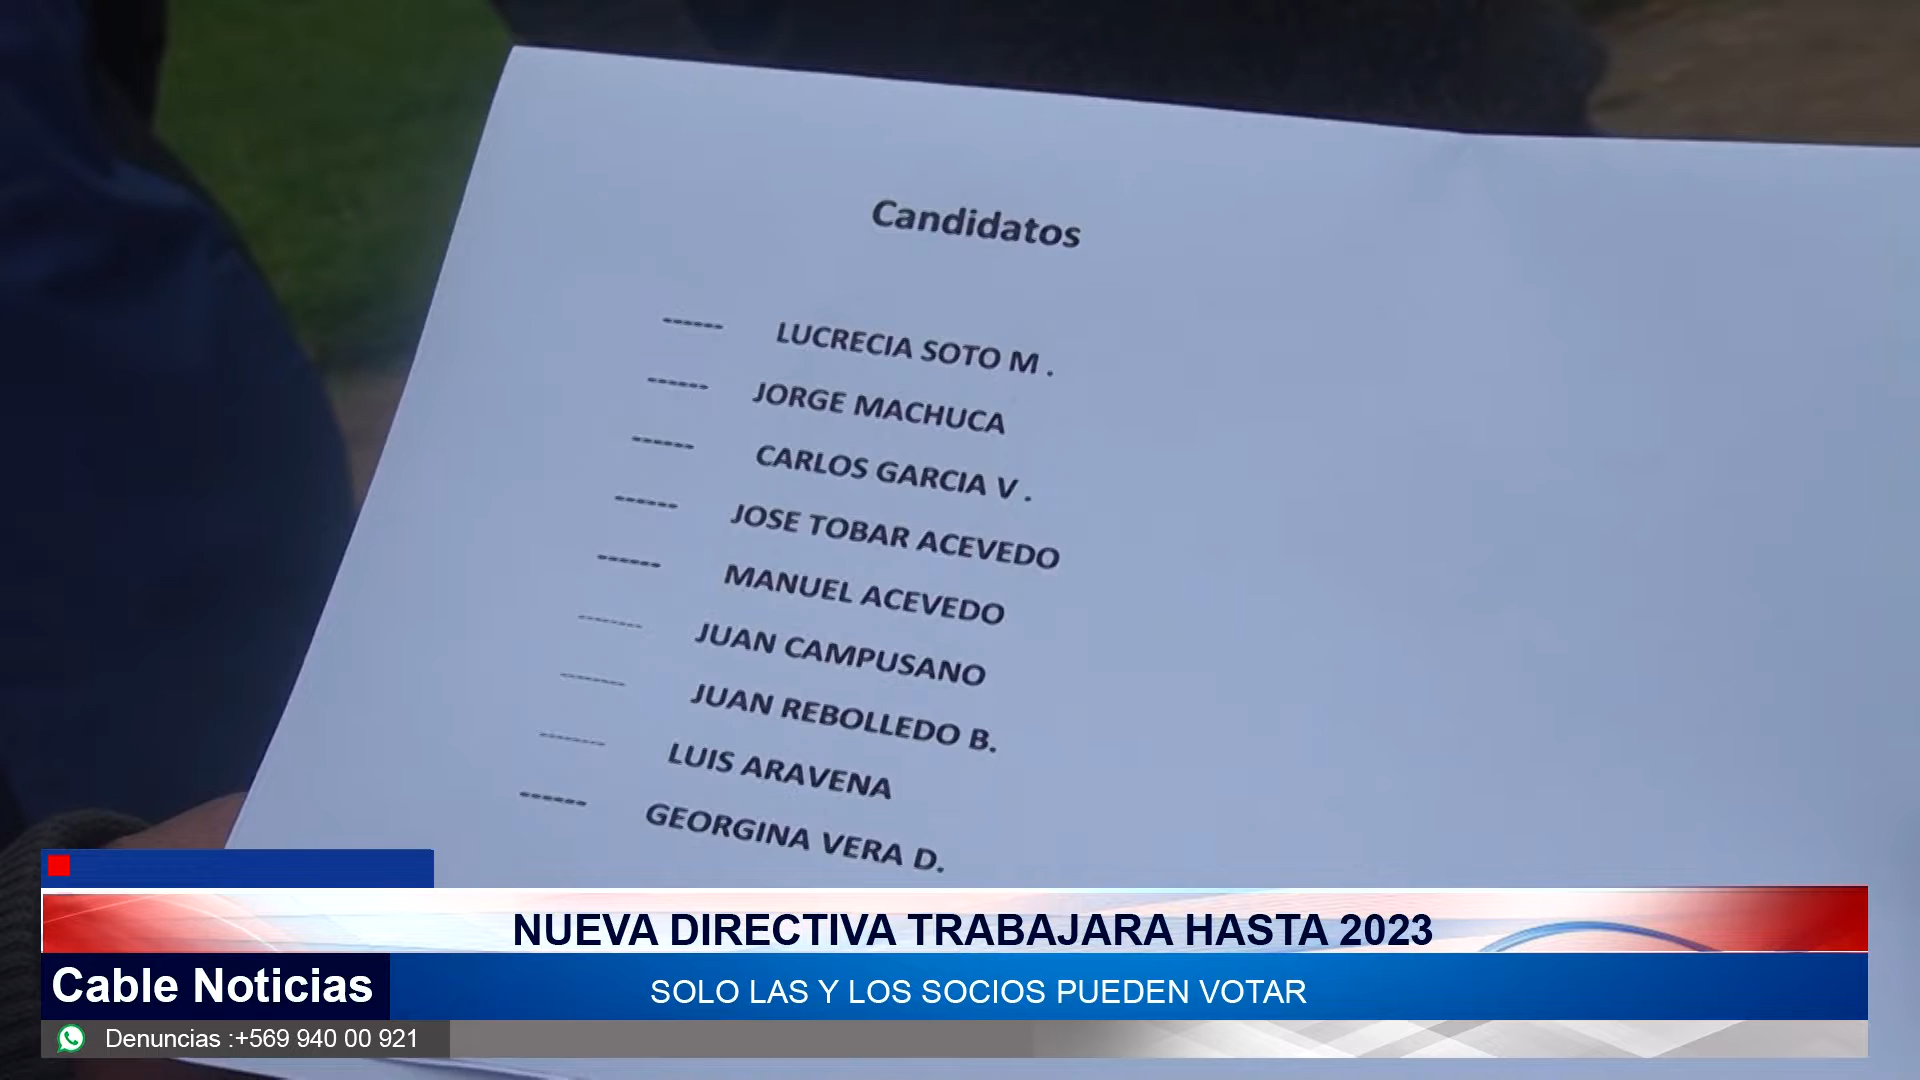 Candidatos
------ LUCRECIA SOTO M .
------ JORGE MACHUCA
------ CARLOS GARCIA V .
------ JOSE TOBAR ACEVEDO
------ MANUEL ACEVEDO
------- JUAN CAMPUSANO
------- JUAN REBOLLEDO B.
------- LUIS ARAVENA
------ GEORGINA VERA D.
NUEVA DIRECTIVA TRABAJARA HASTA 2023
Cable Noticias
SOLO LAS Y LOS SOCIOS PUEDEN VOTAR
Denuncias :+569 940 00 921